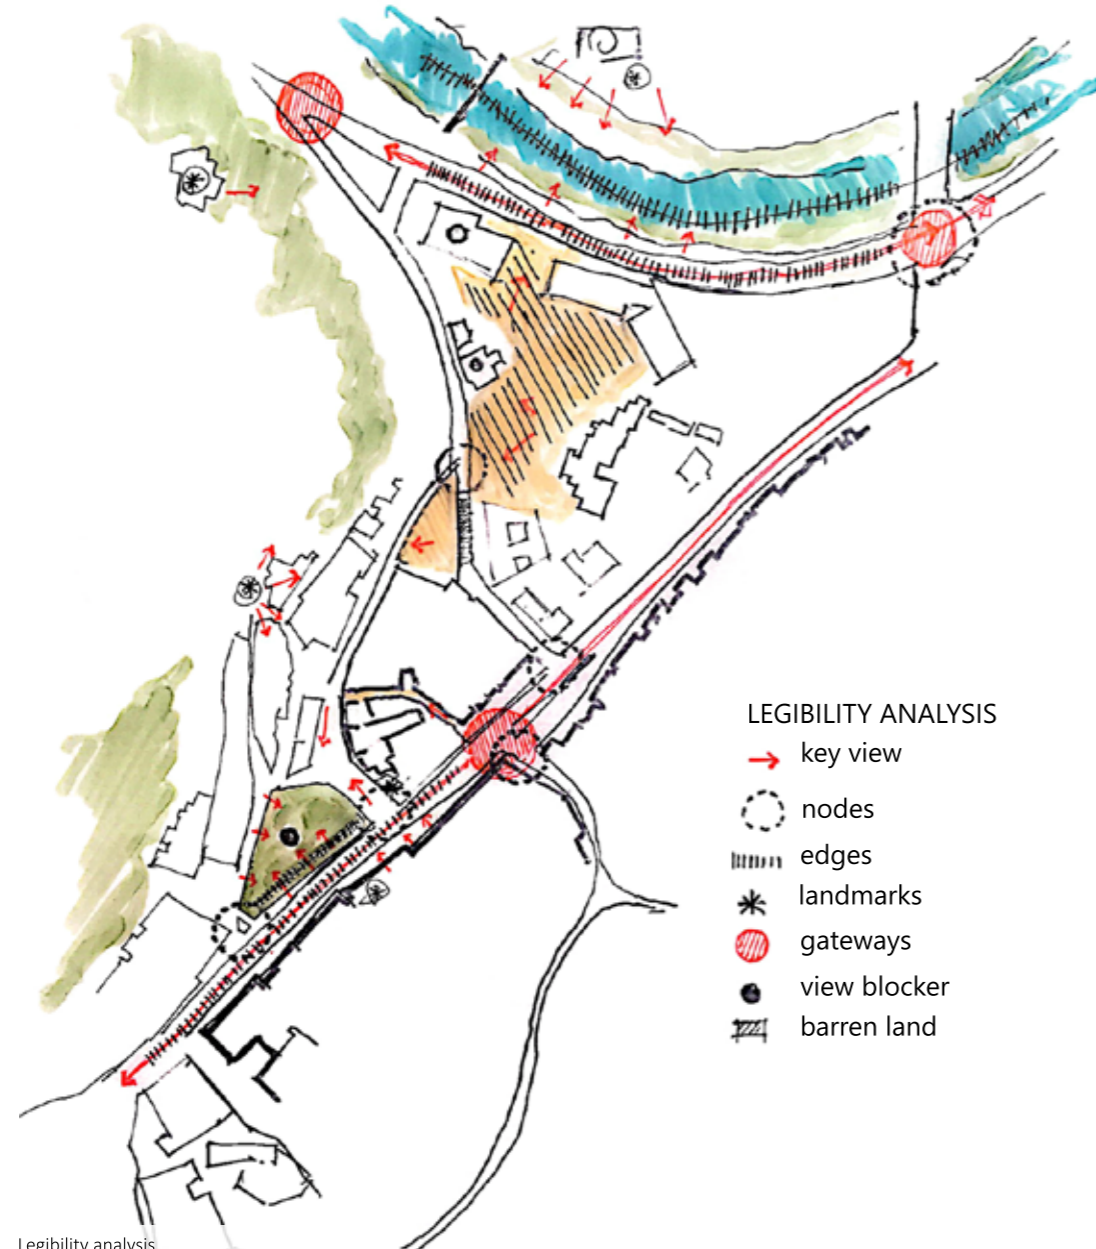 LEGIBILITY ANALYSIS
key view
nodes
edges
landmarks
gateways
view blocker
barren land
Legibility analysis